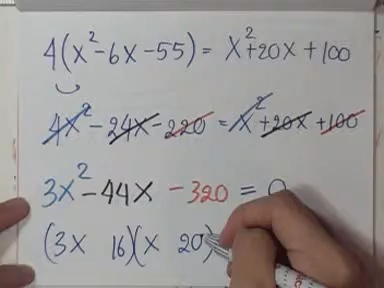 4(x²-6x-55) = x²+20x+100
4x²-24x-220 = x²+20x+100
3x²-44x -320 = 0
(3x 16)(x 20)